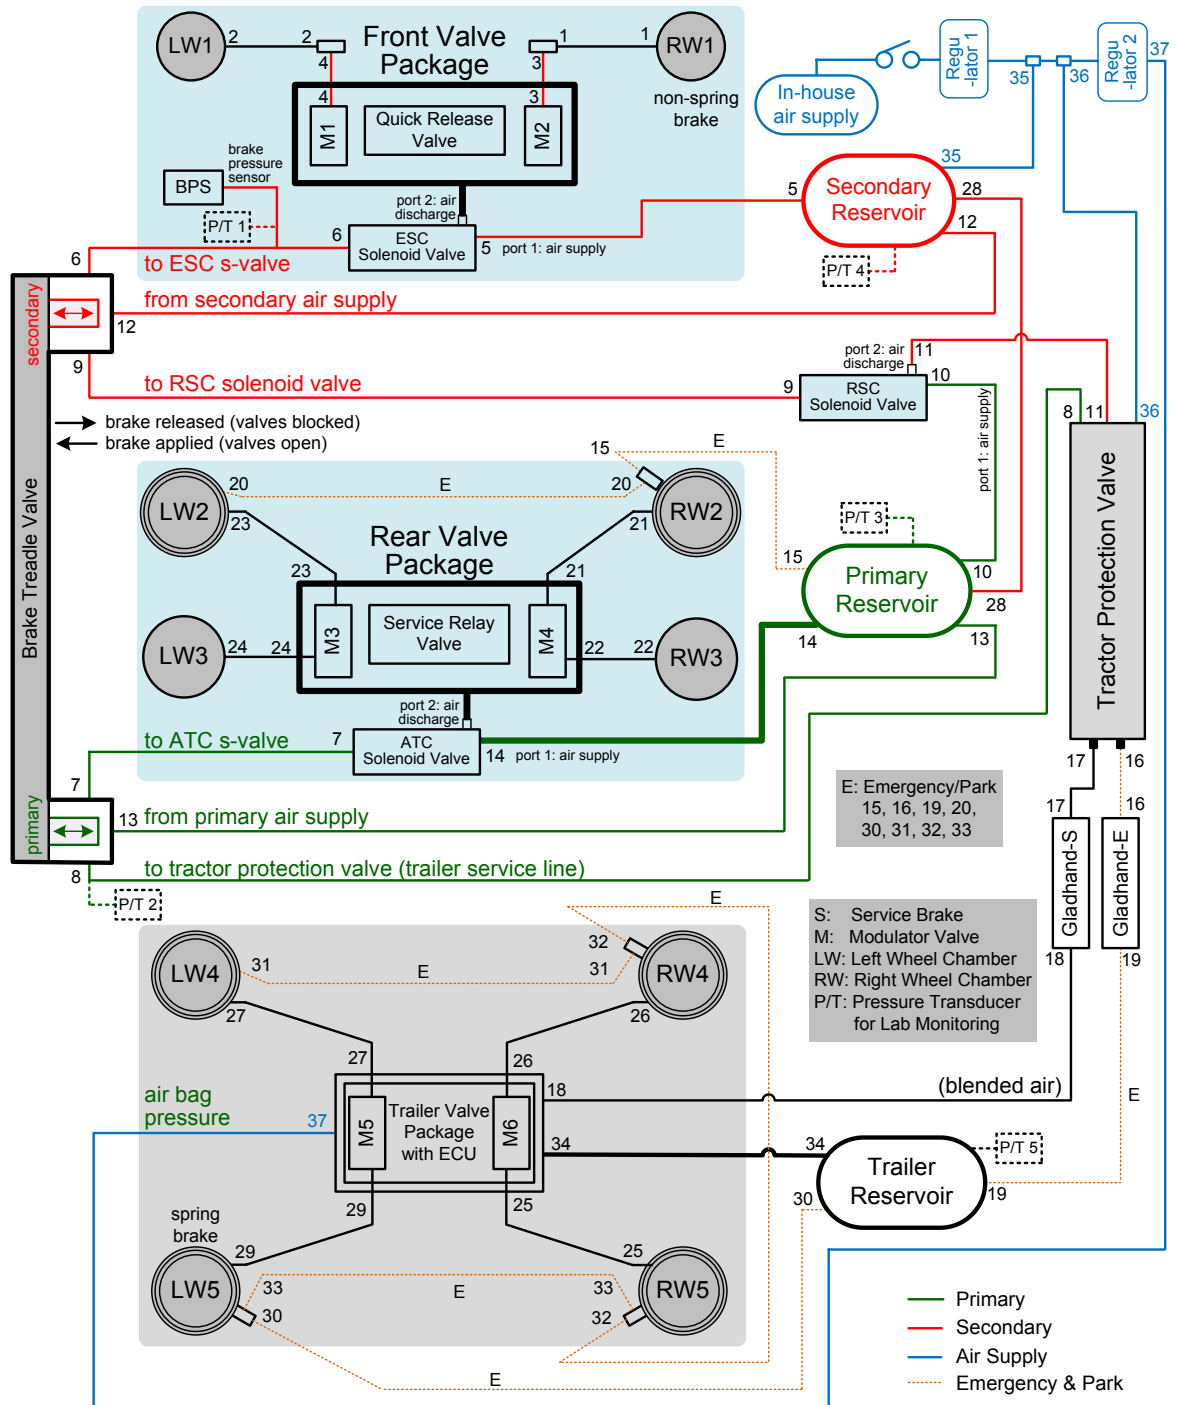 LW1
2
2
4
Front Valve
Package
1
3
1
RW1
non-spring
brake
4
M1
Quick Release
Valve
3
M2
brake
pressure
sensor
BPS
P/T 1
port 2: air
discharge
6
ESC
Solenoid Valve
5
port 1: air supply
5
Secondary
Reservoir
28
12
P/T 4
In-house
air supply
Regu
-lator 1
35
36
Regu
-lator 2
37
35
6
to ESC s-valve
from secondary air supply
12
secondary
9
to RSC solenoid valve
port 2: air
discharge
11
10
9
RSC
Solenoid Valve
port 1: air supply
8
11
36
brake released (valves blocked)
brake applied (valves open)
Brake Treadle Valve
Tractor Protection Valve
LW2
20
23
E
15
20
21
RW2
E
Rear Valve
Package
23
21
M3
Service Relay
Valve
M4
LW3
24
24
22
22
RW3
P/T 3
15
Primary
Reservoir
10
28
14
13
port 2: air
discharge
to ATC s-valve
7
ATC
Solenoid Valve
14
port 1: air supply
7
primary
13
from primary air supply
to tractor protection valve (trailer service line)
8
P/T 2
17
16
17
16
Gladhand-S
Gladhand-E
18
19
E: Emergency/Park
15, 16, 19, 20,
30, 31, 32, 33
S: Service Brake
M: Modulator Valve
LW: Left Wheel Chamber
RW: Right Wheel Chamber
P/T: Pressure Transducer
for Lab Monitoring
E
LW4
31
27
E
32
31
26
RW4
27
26
air bag
pressure
37
M5
Trailer Valve
Package
with ECU
M6
18
34
(blended air)
E
34
Trailer
Reservoir
P/T 5
19
30
29
25
spring
brake
29
LW5
33
30
E
25
33
32
RW5
E
Primary
Secondary
Air Supply
Emergency & Park